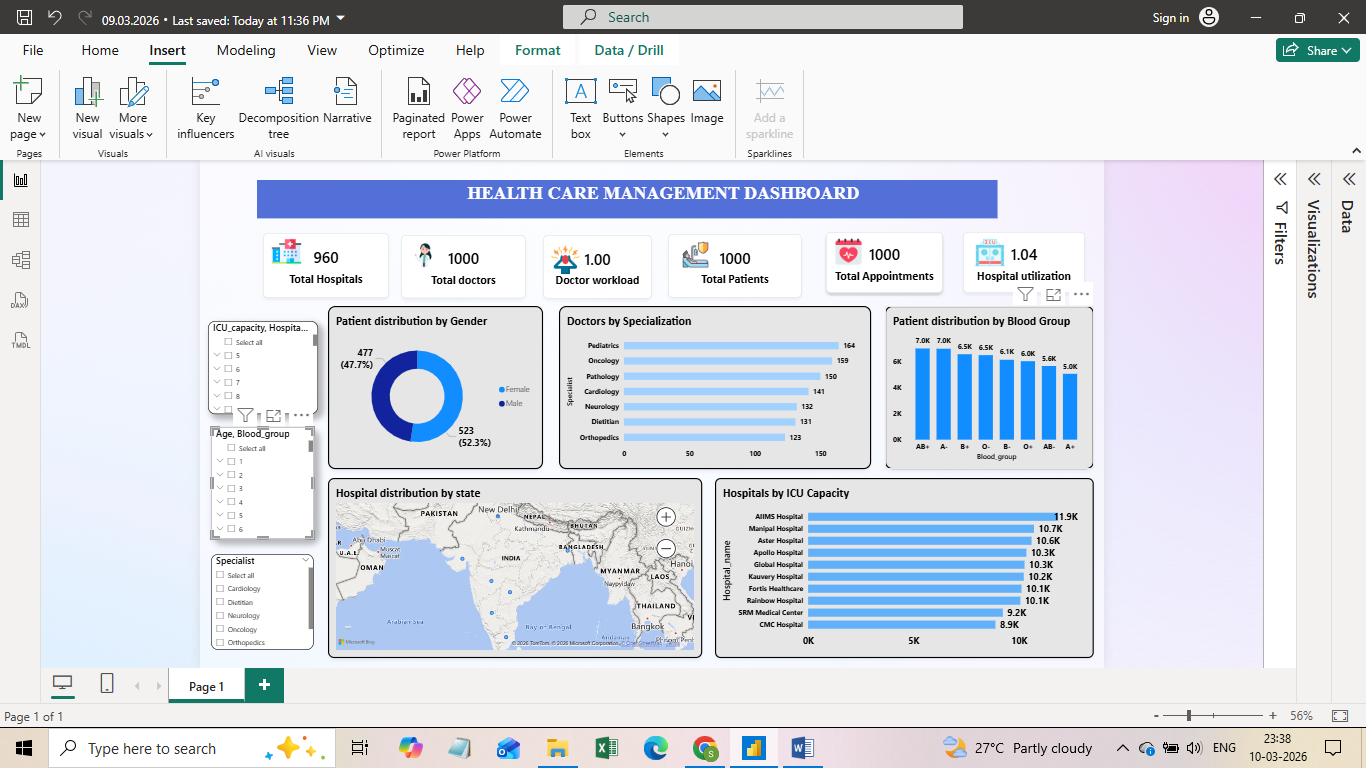 09.03.2026 • Last saved: Today at 11:36 PM
Search
Sign in
File Home Insert Modeling View Optimize Help Format Data / Drill
Share
New page
New visual
More visuals
Key influencers
Decomposition tree
Narrative
Paginated report
Power Apps
Power Automate
Text box
Buttons
Shapes
Image
Add a sparkline
Pages
Visuals
AI visuals
Power Platform
Elements
Sparklines
HEALTH CARE MANAGEMENT DASHBOARD
960
Total Hospitals
1000
Total doctors
1.00
Doctor workload
1000
Total Patients
1000
Total Appointments
1.04
Hospital utilization
Filters
Visualizations
Data
DAX
TMDL
ICU_capacity, Hospita...
Select all
5
6
7
8
Age, Blood_group
Select all
1
2
3
4
5
6
Specialist
Select all
Cardiology
Dietitian
Neurology
Oncology
Orthopedics
Patient distribution by Gender
477
(47.7%)
523
(52.3%)
Female
Male
Doctors by Specialization
Specialist
Pediatrics 164
Oncology 159
Pathology 150
Cardiology 141
Neurology 132
Dietitian 131
Orthopedics 123
0 50 100 150
Patient distribution by Blood Group
7.0K 7.0K 6.5K 6.5K 6.1K 6.0K 5.6K 5.0K
6K
4K
2K
0K
AB+ A- B+ O- B- O+ AB- A+
Blood_group
Hospital distribution by state
PAKISTAN
New Delhi
NEPAL
Kathmandu
BHUTAN
GUIZH
Abu Dhabi
U.A.E.
Muscat
OMAN
INDIA
BANGLADESH
Hanoi
MYANMAR
LAOS
Naypyidaw
THAILAND
Bangkok
VI
Arabian Sea
Bay of Bengal
Andaman
Phnom Pen
Microsoft Bing
© 2026 TomTom, © 2026 Microsoft Corporation, © OpenStreetMap
Hospitals by ICU Capacity
Hospital_name
AIIMS Hospital 11.9K
Manipal Hospital 10.7K
Aster Hospital 10.6K
Apollo Hospital 10.3K
Global Hospital 10.3K
Kauvery Hospital 10.2K
Fortis Healthcare 10.1K
Rainbow Hospital 10.1K
SRM Medical Center 9.2K
CMC Hospital 8.9K
0K 5K 10K
Page 1
Page 1 of 1
56%
Type here to search
27°C Partly cloudy
ENG
23:38
10-03-2026